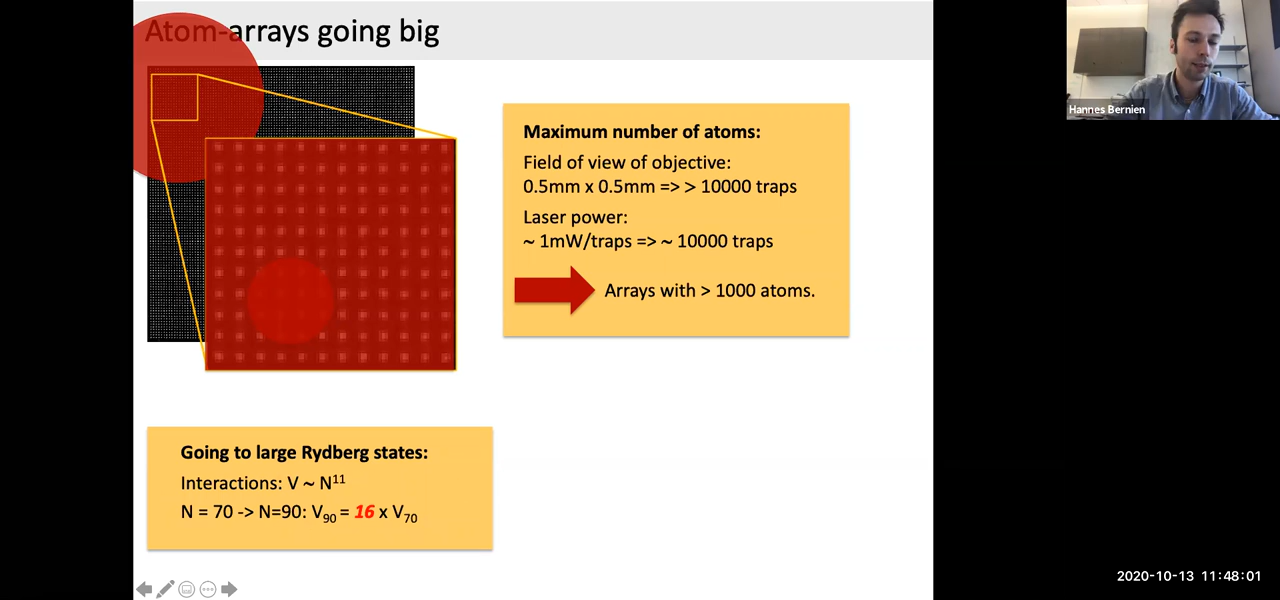 Atom-arrays going big
Hannes Bernien
Maximum number of atoms:
Field of view of objective:
0.5mm x 0.5mm => > 10000 traps
Laser power:
~ 1mW/traps => ~ 10000 traps
Arrays with > 1000 atoms.
Going to large Rydberg states:
Interactions: V ~ N¹¹
N = 70 -> N=90: V₉₀ = 16 x V₇₀
2020-10-13 11:48:01